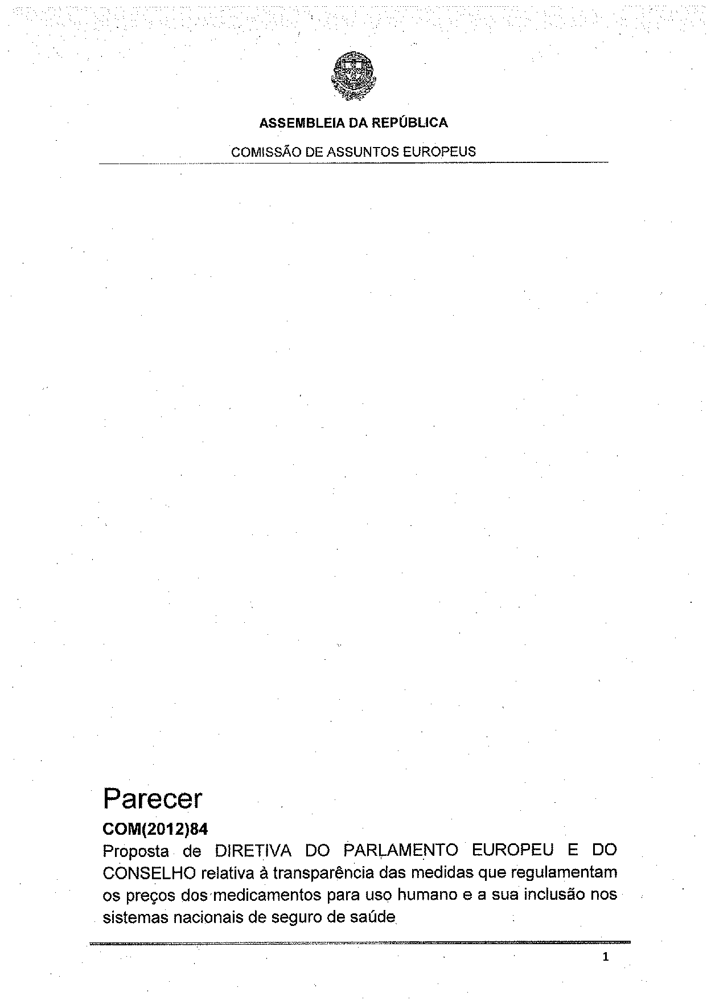 ASSEMBLEIA DA REPÚBLICA
COMISSÃO DE ASSUNTOS EUROPEUS
Parecer
COM(2012)84
Proposta de DIRETIVA DO PARLAMENTO EUROPEU E DO
CONSELHO relativa à transparência das medidas que regulamentam
os preços dos medicamentos para uso humano e a sua inclusão nos
sistemas nacionais de seguro de saúde
1